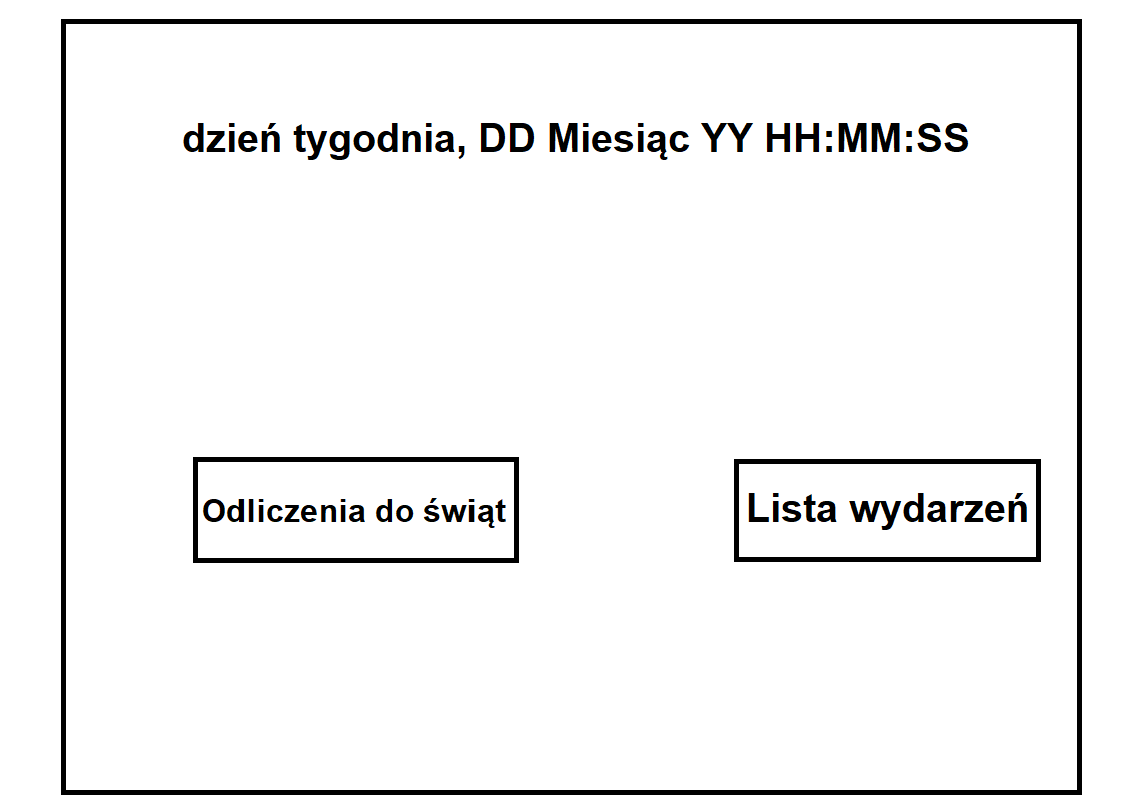 dzień tygodnia, DD Miesiąc YY HH:MM:SS
Odliczenia do świąt
Lista wydarzeń